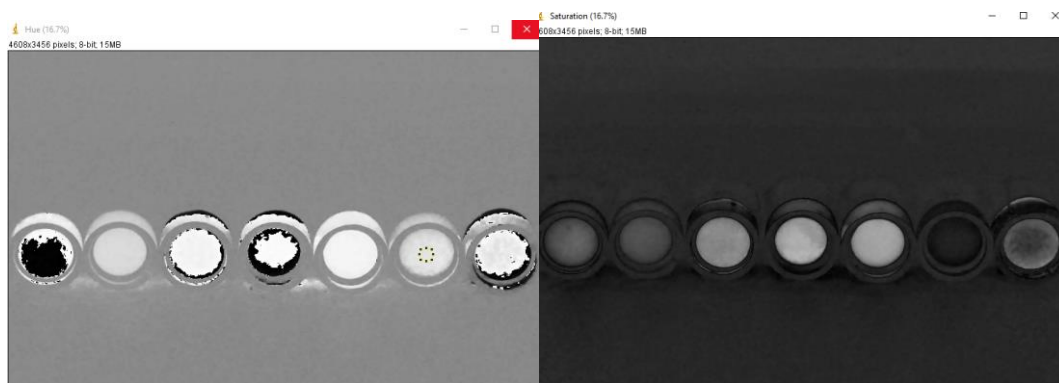 Hue (16.7%)
4608x3456 pixels; 8-bit; 15MB
Saturation (16.7%)
608x3456 pixels; 8-bit; 15MB